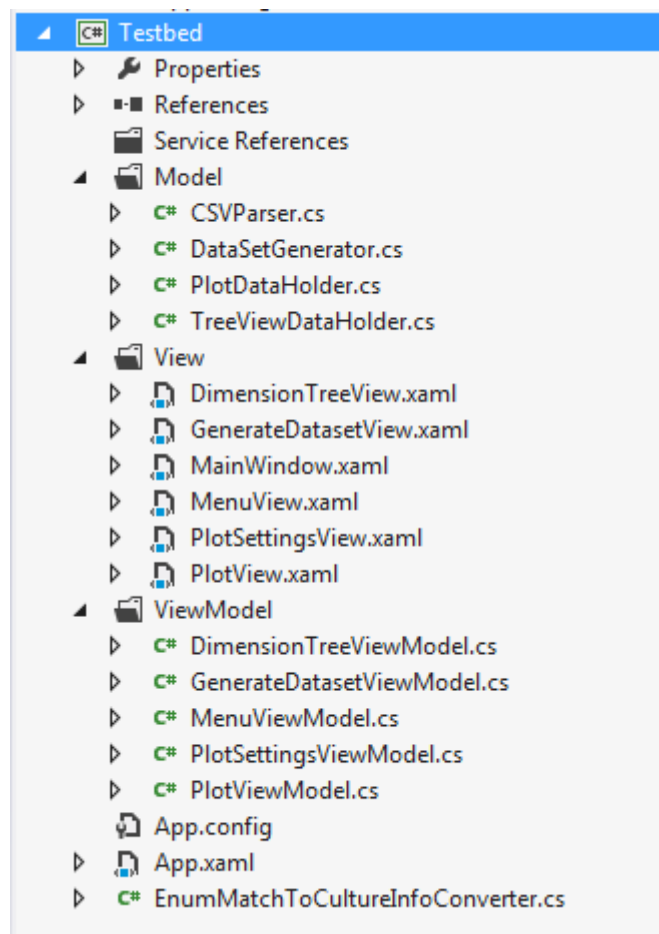 C# Testbed
Properties
References
Service References
Model
C# CSVParser.cs
C# DataSetGenerator.cs
C# PlotDataHolder.cs
C# TreeViewDataHolder.cs
View
DimensionTreeView.xaml
GenerateDatasetView.xaml
MainWindow.xaml
MenuView.xaml
PlotSettingsView.xaml
PlotView.xaml
ViewModel
C# DimensionTreeViewModel.cs
C# GenerateDatasetViewModel.cs
C# MenuViewModel.cs
C# PlotSettingsViewModel.cs
C# PlotViewModel.cs
App.config
App.xaml
C# EnumMatchToCultureInfoConverter.cs